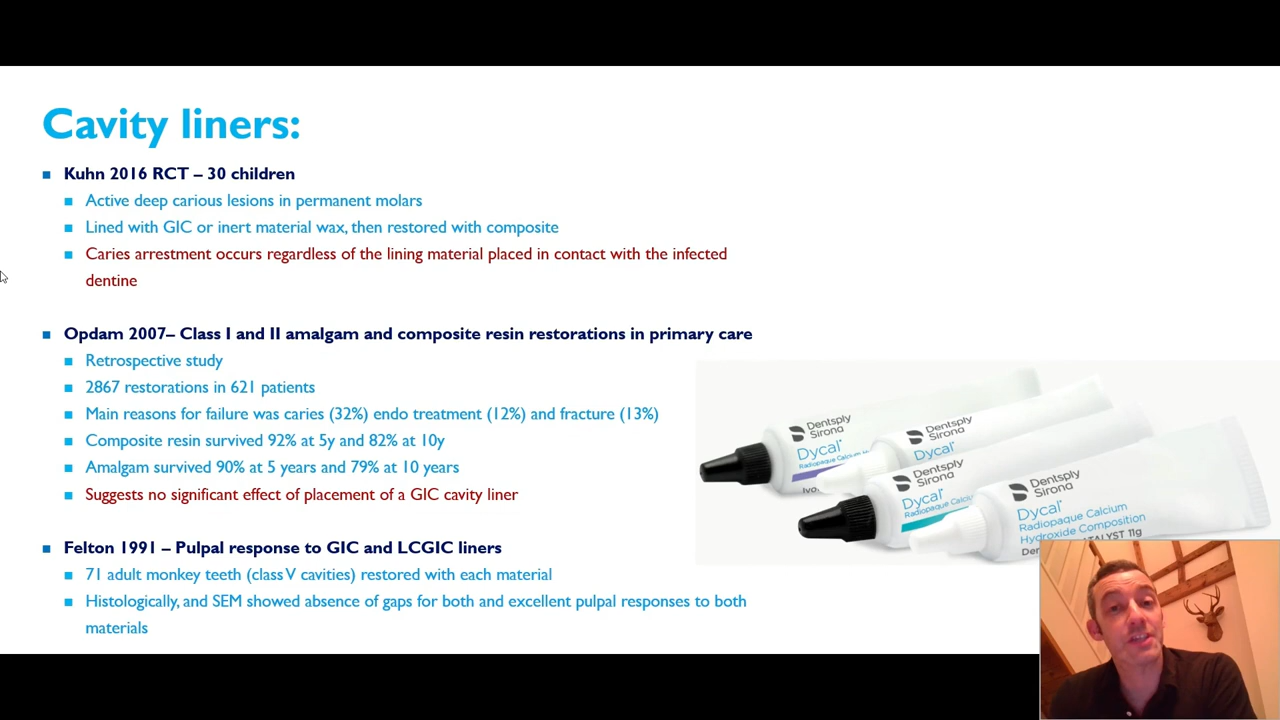 Cavity liners:
Kuhn 2016 RCT – 30 children
Active deep carious lesions in permanent molars
Lined with GIC or inert material wax, then restored with composite
Caries arrestment occurs regardless of the lining material placed in contact with the infected
dentine
Opdam 2007– Class I and II amalgam and composite resin restorations in primary care
Retrospective study
2867 restorations in 621 patients
Main reasons for failure was caries (32%) endo treatment (12%) and fracture (13%)
Composite resin survived 92% at 5y and 82% at 10y
Amalgam survived 90% at 5 years and 79% at 10 years
Suggests no significant effect of placement of a GIC cavity liner
Felton 1991 – Pulpal response to GIC and LCGIC liners
71 adult monkey teeth (class V cavities) restored with each material
Histologically, and SEM showed absence of gaps for both and excellent pulpal responses to both
materials
Dentsply
Sirona
Dycal
Radiopaque Calcium
Dentsply
Sirona
Dycal
Dentsply
Sirona
Dycal
Radiopaque
Dentsply
Sirona
Dycal
Radiopaque Calcium
Hydroxide Composition
11g